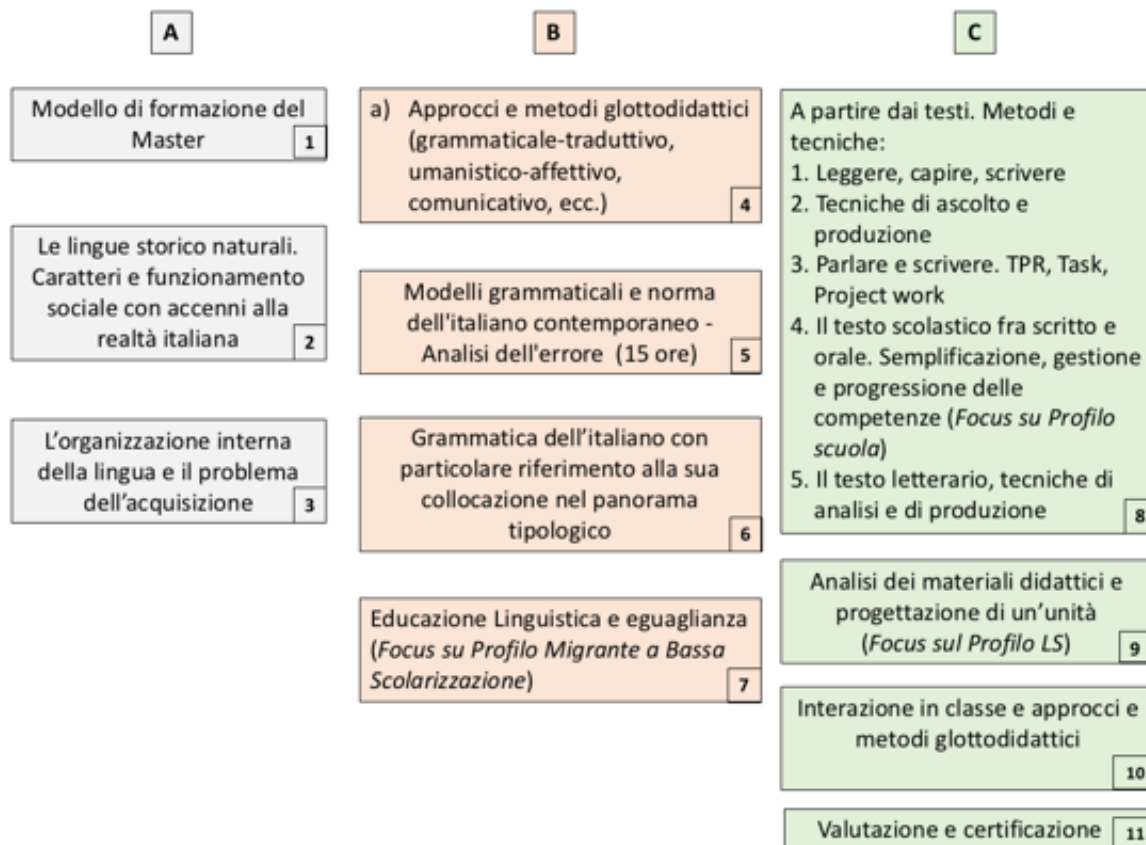 A
Modello di formazione del
Master
1
Le lingue storico naturali.
Caratteri e funzionamento
sociale con accenni alla
realtà italiana
2
L'organizzazione interna
della lingua e il problema
dell'acquisizione
3
B
a) Approcci e metodi glottodidattici
(grammaticale-traduttivo,
umanistico-affettivo,
comunicativo, ecc.)
4
Modelli grammaticali e norma
dell'italiano contemporaneo -
Analisi dell'errore (15 ore)
5
Grammatica dell'italiano con
particolare riferimento alla sua
collocazione nel panorama
tipologico
6
Educazione Linguistica e eguaglianza
(Focus su Profilo Migrante a Bassa
Scolarizzazione)
7
C
A partire dai testi. Metodi e
tecniche:
1. Leggere, capire, scrivere
2. Tecniche di ascolto e
produzione
3. Parlare e scrivere. TPR, Task,
Project work
4. Il testo scolastico fra scritto e
orale. Semplificazione, gestione
e progressione delle
competenze (Focus su Profilo
scuola)
5. Il testo letterario, tecniche di
analisi e di produzione
8
Analisi dei materiali didattici e
progettazione di un'unità
(Focus sul Profilo LS)
9
Interazione in classe e approcci e
metodi glottodidattici
10
Valutazione e certificazione
11